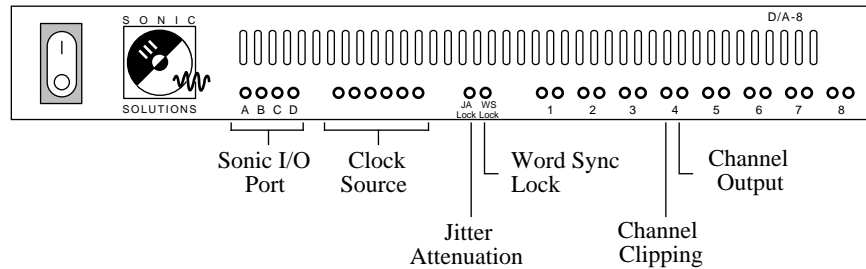 D/A-8
SONIC
SOLUTIONS
A B C D
JA Lock
WS Lock
1 2 3 4 5 6 7 8
Sonic I/O
Port
Clock
Source
Word Sync
Lock
Channel
Output
Jitter
Attenuation
Channel
Clipping